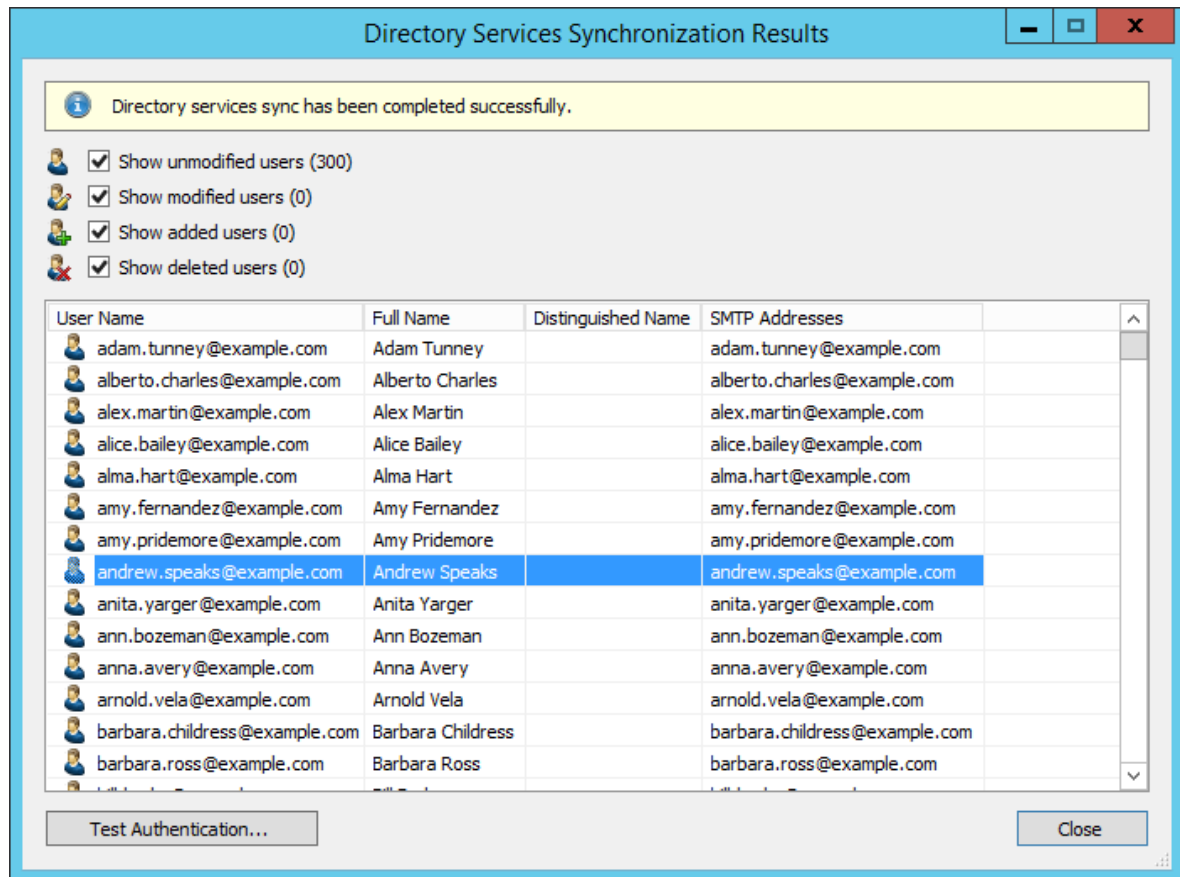 Directory Services Synchronization Results
Directory services sync has been completed successfully.
Show unmodified users (300)
Show modified users (0)
Show added users (0)
Show deleted users (0)
User Name Full Name Distinguished Name SMTP Addresses
adam.tunney@example.com Adam Tunney adam.tunney@example.com
alberto.charles@example.com Alberto Charles alberto.charles@example.com
alex.martin@example.com Alex Martin alex.martin@example.com
alice.bailey@example.com Alice Bailey alice.bailey@example.com
alma.hart@example.com Alma Hart alma.hart@example.com
amy.fernandez@example.com Amy Fernandez amy.fernandez@example.com
amy.pridemore@example.com Amy Pridemore amy.pridemore@example.com
andrew.speaks@example.com Andrew Speaks andrew.speaks@example.com
anita.yarger@example.com Anita Yarger anita.yarger@example.com
ann.bozeman@example.com Ann Bozeman ann.bozeman@example.com
anna.avery@example.com Anna Avery anna.avery@example.com
arnold.vela@example.com Arnold Vela arnold.vela@example.com
barbara.childress@example.com Barbara Childress barbara.childress@example.com
barbara.ross@example.com Barbara Ross barbara.ross@example.com
Test Authentication... Close